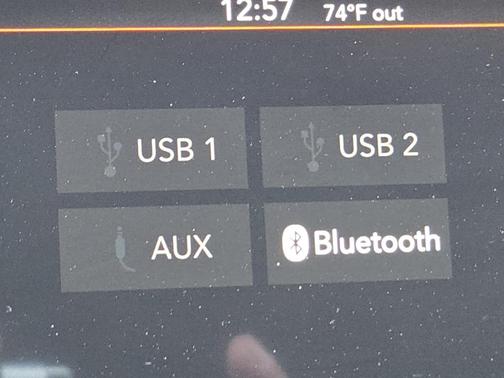 12:57 74°F out
USB 1 USB 2
AUX Bluetooth